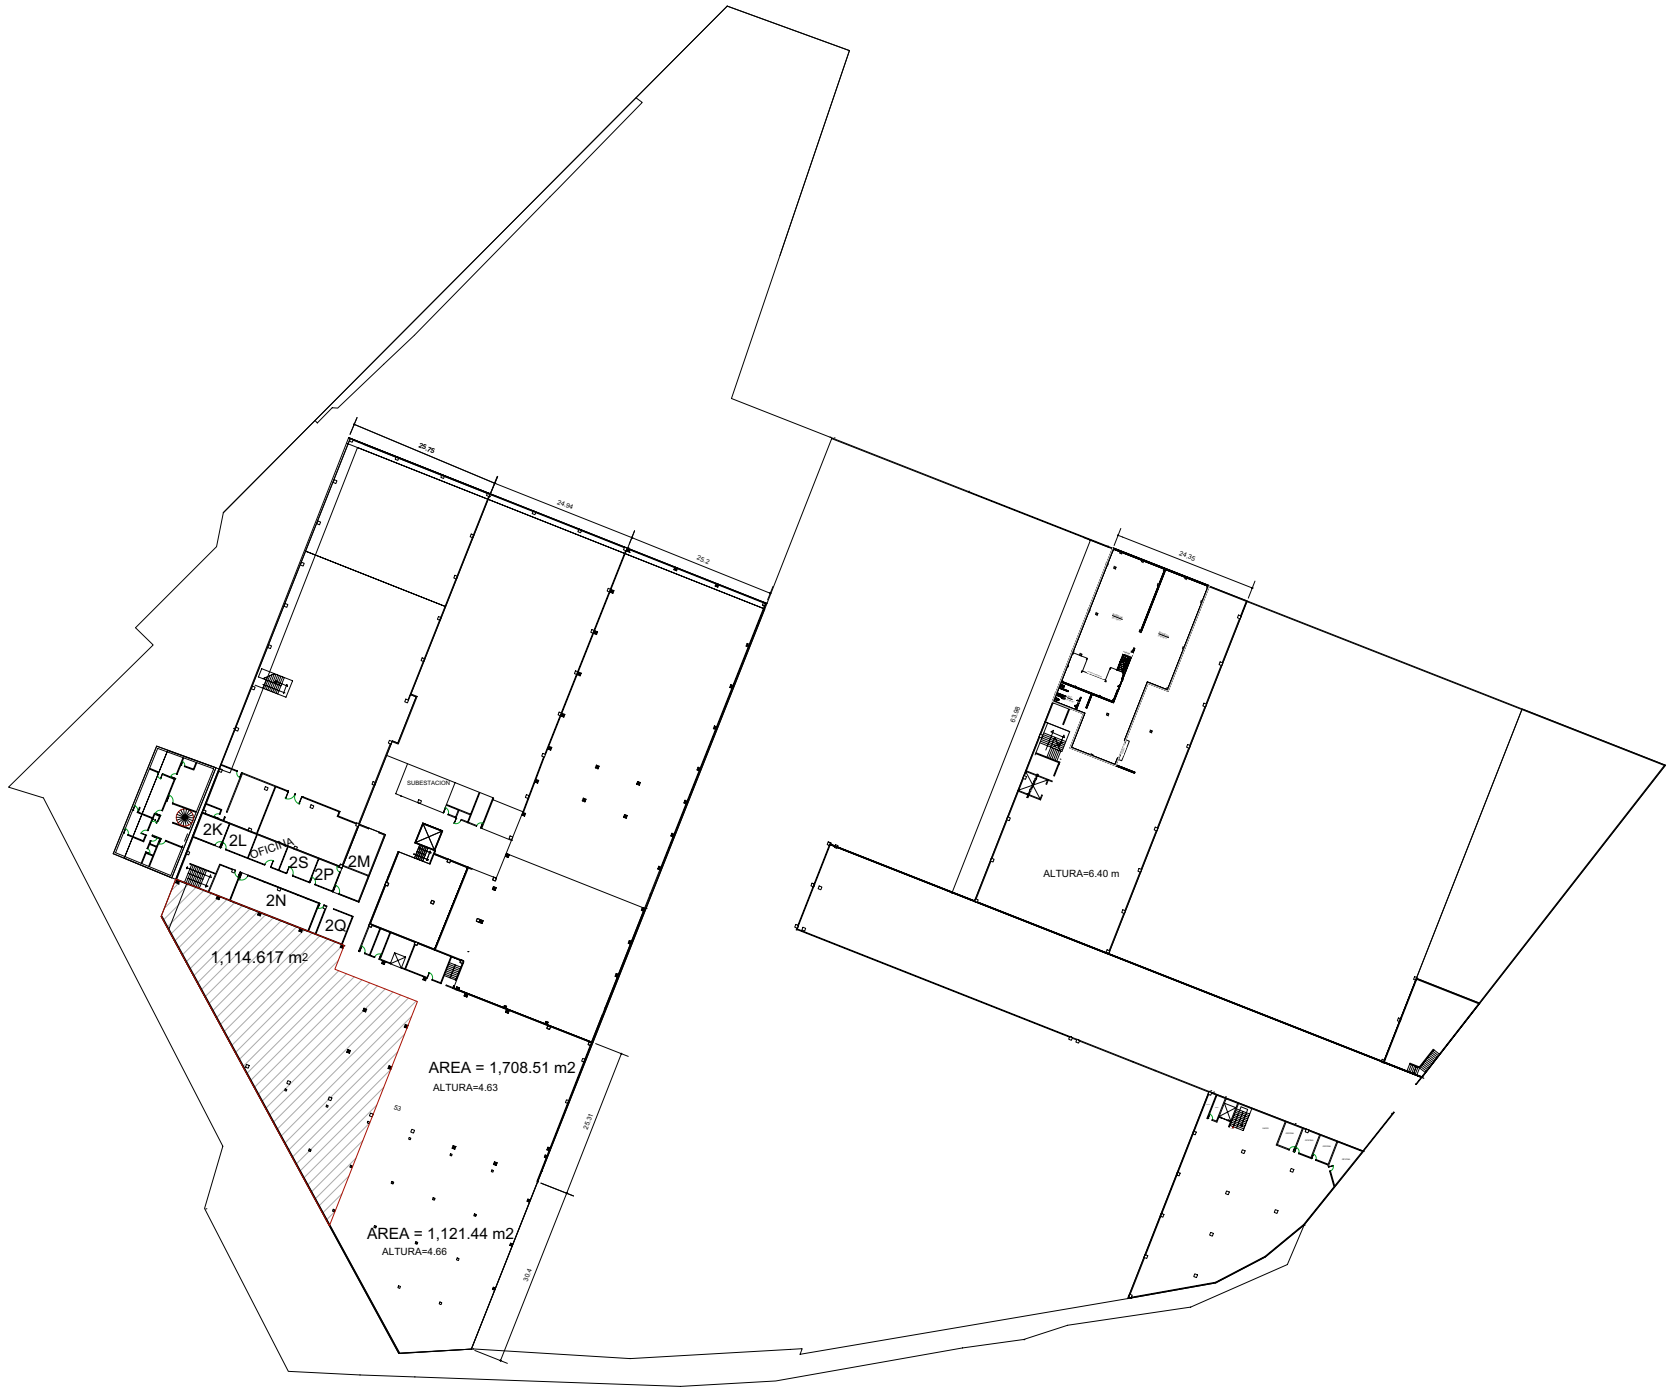 25.75
24.94
25.2
24.35
63.98
SUBESTACION
2K
2L
OFICINA
2S
2P
2M
2N
2Q
ALTURA=6.40 m
1,114.617 m2
AREA = 1,708.51 m2
ALTURA=4.63
53
25.31
AREA = 1,121.44 m2
ALTURA=4.66
30.4